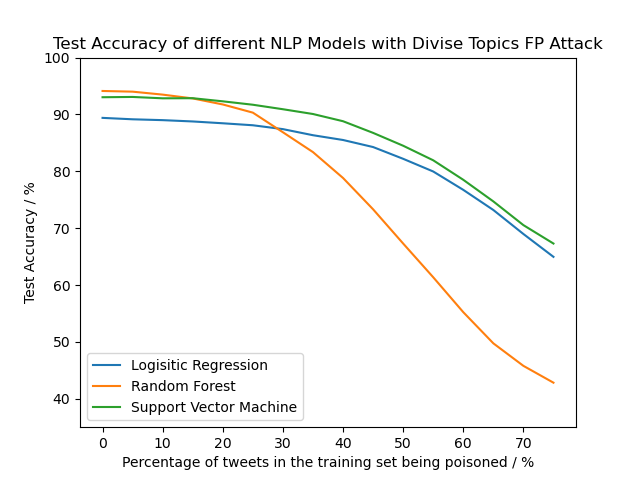 Test Accuracy of different NLP Models with Divise Topics FP Attack
100
90
80
70
60
50
40
Test Accuracy / %
Logisitic Regression
Random Forest
Support Vector Machine
0 10 20 30 40 50 60 70
Percentage of tweets in the training set being poisoned / %